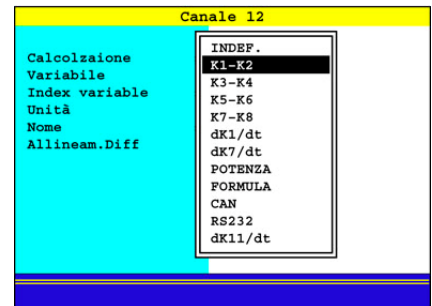 Canale 12
Calcolzaione
Variabile
Index variable
Unità
Nome
Allineam.Diff
INDEF.
K1-K2
K3-K4
K5-K6
K7-K8
dK1/dt
dK7/dt
POTENZA
FORMULA
CAN
RS232
dK11/dt